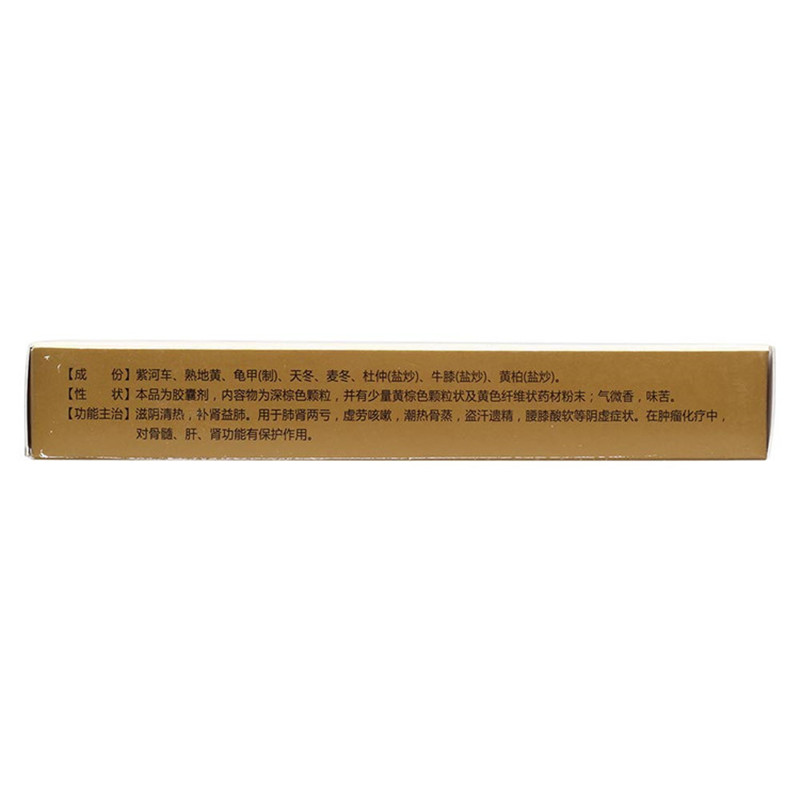 【成 份】紫河车、熟地黄、龟甲(制)、天冬、麦冬、杜仲(盐炒)、牛膝(盐炒)、黄柏(盐炒)。
【性 状】本品为胶囊剂，内容物为深棕色颗粒，并有少量黄棕色颗粒状及黄色纤维状药材粉末；气微香，味苦。
【功能主治】滋阴清热，补肾益肺。用于肺肾两亏，虚劳咳嗽，潮热骨蒸，盗汗遗精，腰膝酸软等阴虚症状。在肿瘤化疗中，
对骨髓、肝、肾功能有保护作用。